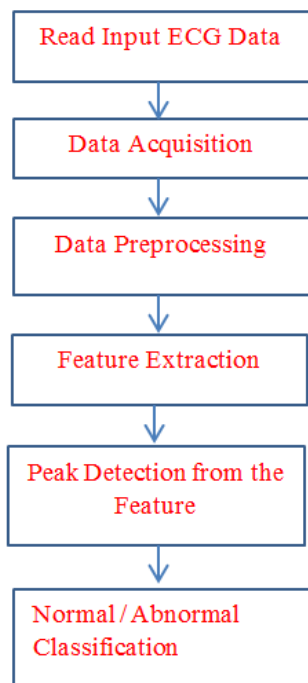 Read Input ECG Data
Data Acquisition
Data Preprocessing
Feature Extraction
Peak Detection from the
Feature
Normal / Abnormal
Classification